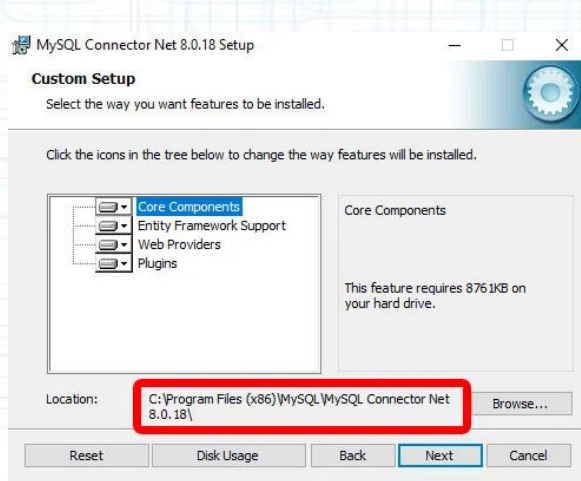 MySQL Connector Net 8.0.18 Setup
Custom Setup
Select the way you want features to be installed.
Click the icons in the tree below to change the way features will be installed.
Core Components
Entity Framework Support
Web Providers
Plugins
Core Components
This feature requires 8761KB on
your hard drive.
Location:
C:\Program Files (x86)\MySQL\MySQL Connector Net
8.0.18\
Browse...
Reset
Disk Usage
Back
Next
Cancel